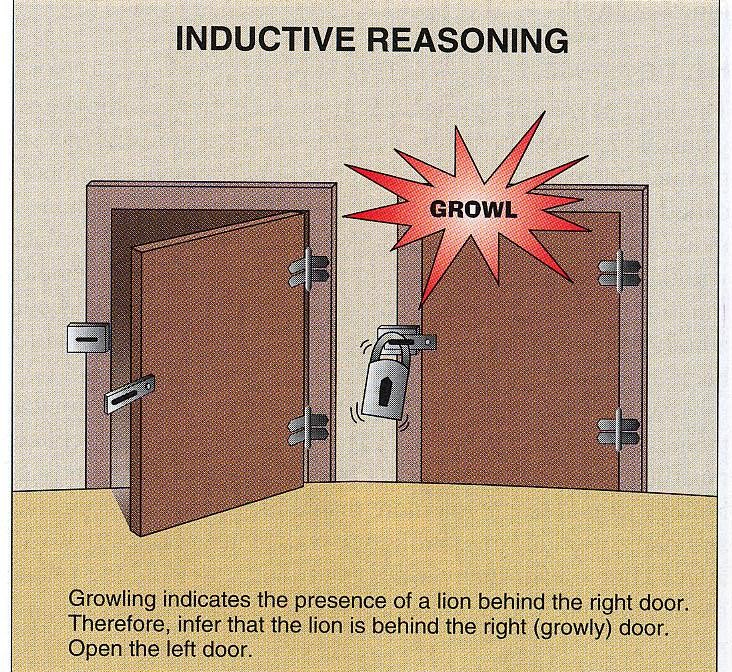 INDUCTIVE REASONING
GROWL
Growling indicates the presence of a lion behind the right door.
Therefore, infer that the lion is behind the right (growly) door.
Open the left door.